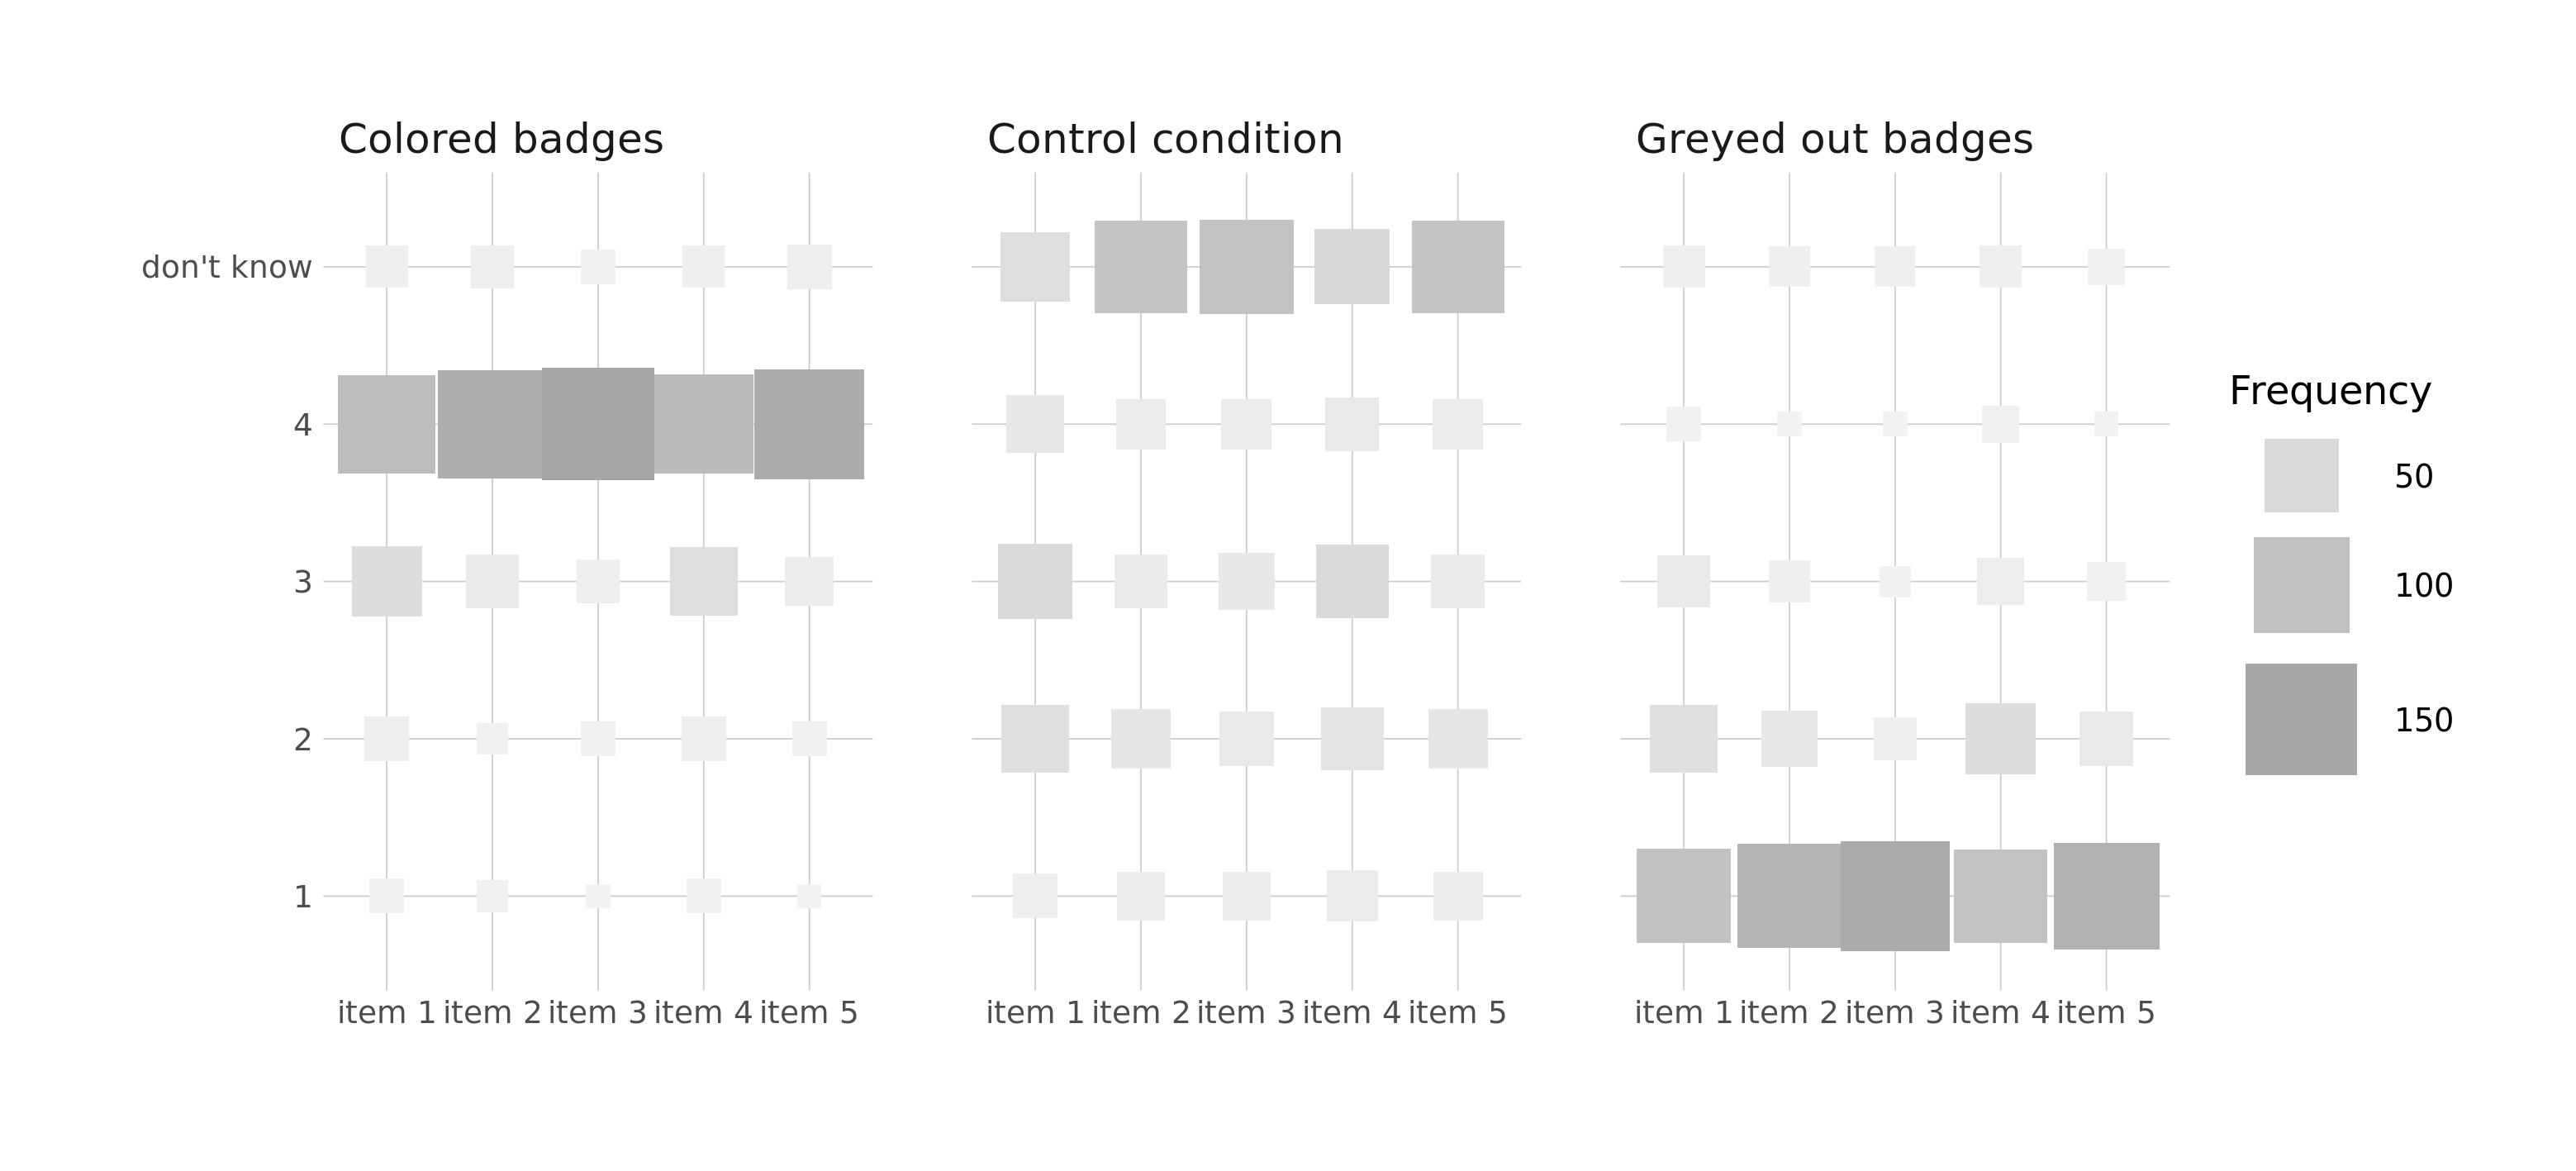 Colored badges
Control condition
Greyed out badges
don't know
4
3
2
1
item 1 item 2 item 3 item 4 item 5
item 1 item 2 item 3 item 4 item 5
item 1 item 2 item 3 item 4 item 5
Frequency
50
100
150